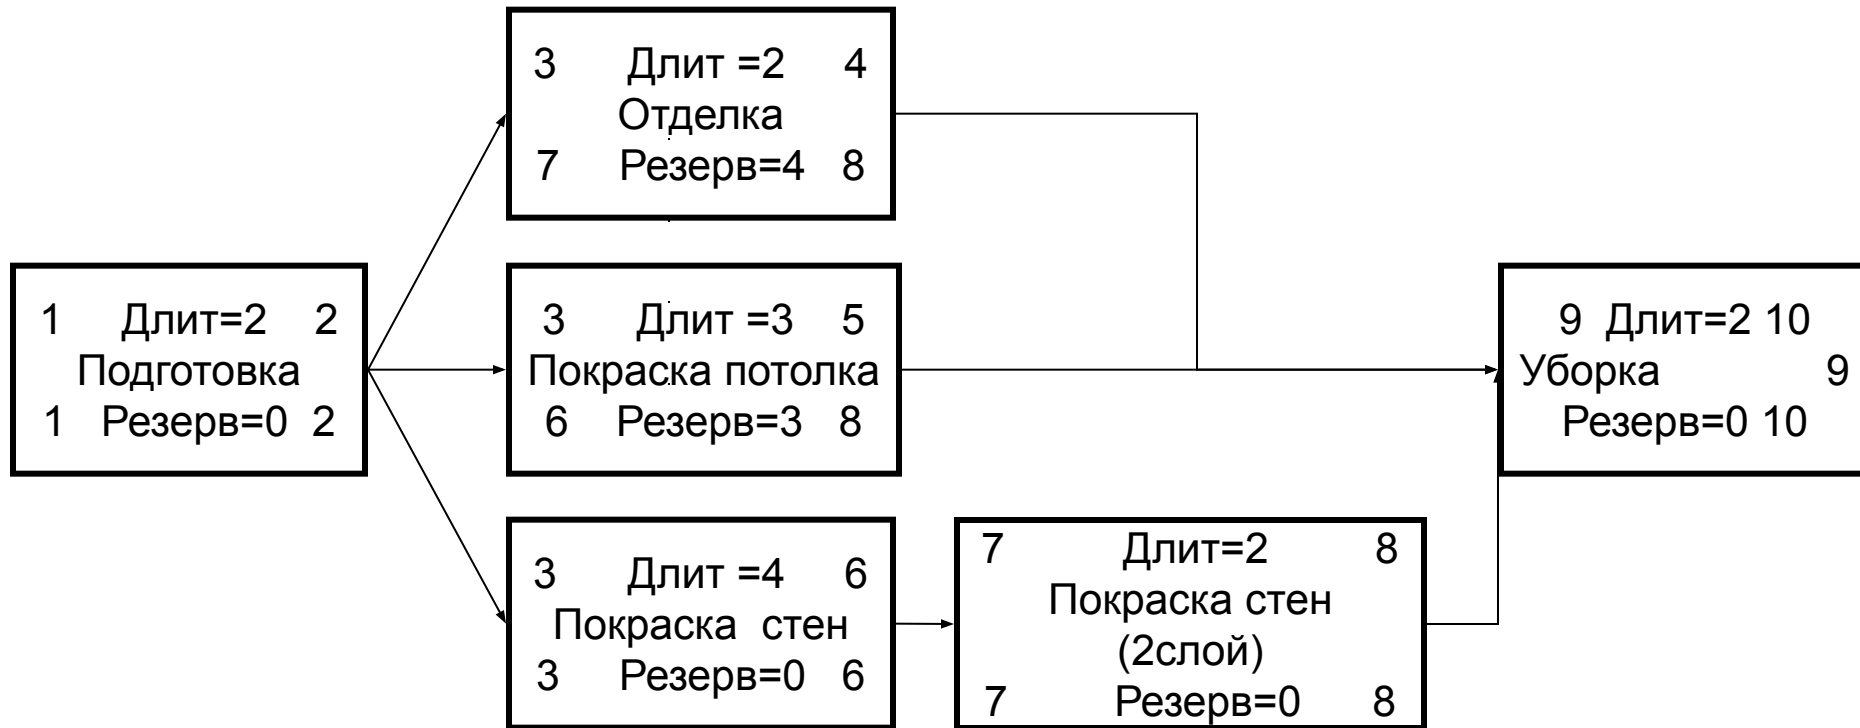 3 Длит =2 4
Отделка
7 Резерв=4 8
1 Длит=2 2
Подготовка
1 Резерв=0 2
3 Длит =3 5
Покраска потолка
6 Резерв=3 8
9 Длит=2 10
Уборка 9
Резерв=0 10
3 Длит =4 6
Покраска стен
3 Резерв=0 6
7 Длит=2 8
Покраска стен
(2слой)
7 Резерв=0 8